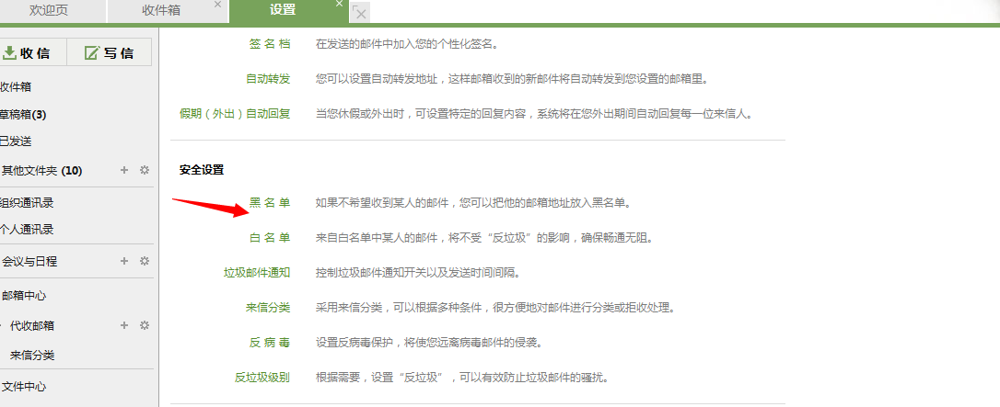 欢迎页
收件箱
设置
收 信
写 信
收件箱
草稿箱(3)
已发送
其他文件夹 (10)
组织通讯录
个人通讯录
会议与日程
邮箱中心
代收邮箱
来信分类
文件中心
签 名 档 在发送的邮件中加入您的个性化签名。
自动转发 您可以设置自动转发地址，这样邮箱收到的新邮件将自动转发到您设置的邮箱里。
假期（外出）自动回复 当您休假或外出时，可设置特定的回复内容，系统将在您外出期间自动回复每一位来信人。
安全设置
黑 名 单 如果不希望收到某人的邮件，您可以把他的邮箱地址放入黑名单。
白 名 单 来自白名单中某人的邮件，将不受“反垃圾”的影响，确保畅通无阻。
垃圾邮件通知 控制垃圾邮件通知开关以及发送时间间隔。
来信分类 采用来信分类，可以根据多种条件，很方便地对邮件进行分类或拒收处理。
反 病 毒 设置反病毒保护，将使您远离病毒邮件的侵袭。
反垃圾级别 根据需要，设置“反垃圾”，可以有效防止垃圾邮件的骚扰。